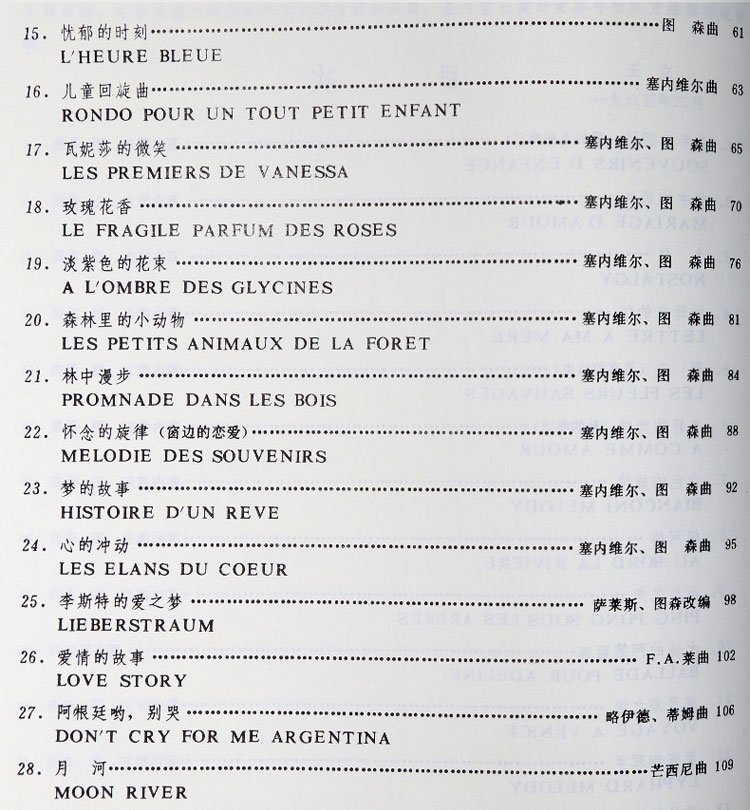 15. 忧郁的时刻……图 森曲 61
L'HEURE BLEUE
16. 儿童回旋曲……塞内维尔曲 63
RONDO POUR UN TOUT PETIT ENFANT
17. 瓦妮莎的微笑……塞内维尔、图 森曲 65
LES PREMIERS DE VANESSA
18. 玫瑰花香……塞内维尔、图 森曲 70
LE FRAGILE PARFUM DES ROSES
19. 淡紫色的花束……塞内维尔、图 森曲 76
A L'OMBRE DES GLYCINES
20. 森林里的小动物……塞内维尔、图 森曲 81
LES PETITS ANIMAUX DE LA FORET
21. 林中漫步……塞内维尔、图 森曲 84
PROMNADE DANS LES BOIS
22. 怀念的旋律（窗边的恋爱）……塞内维尔、图 森曲 88
MELODIE DES SOUVENIRS
23. 梦的故事……塞内维尔、图 森曲 92
HISTOIRE D'UN REVE
24. 心的冲动……塞内维尔、图 森曲 95
LES ELANS DU COEUR
25. 李斯特的爱之梦……萨莱斯、图森改编 98
LIEBERSTRAUM
26. 爱情的故事……F.A.莱曲 102
LOVE STORY
27. 阿根廷哟，别哭……略伊德、蒂姆曲 106
DON'T CRY FOR ME ARGENTINA
28. 月 河……芒西尼曲 109
MOON RIVER